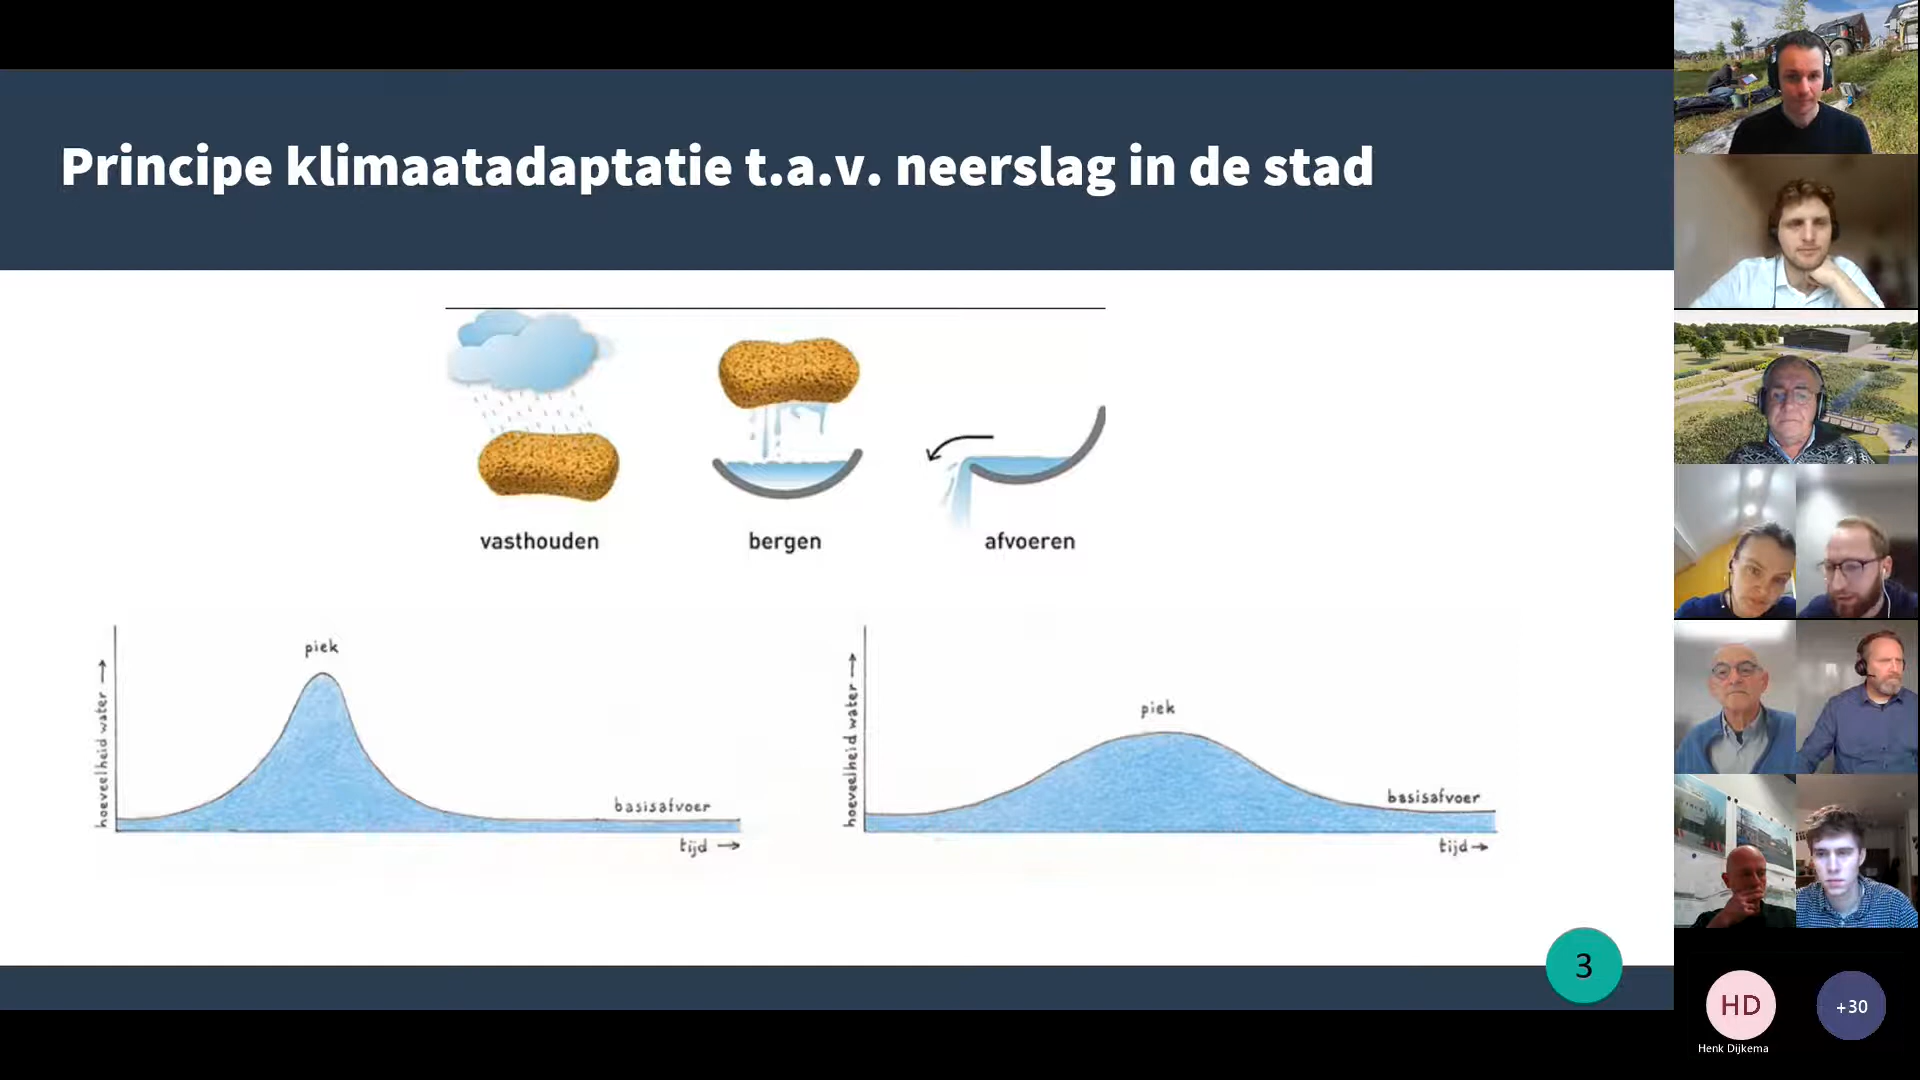 Principe klimaatadaptatie t.a.v. neerslag in de stad
vasthouden
bergen
afvoeren
hoeveelheid water
piek
basisafvoer
tijd
hoeveelheid water
piek
basisafvoer
tijd
3
HD
+30
Henk Dijkema